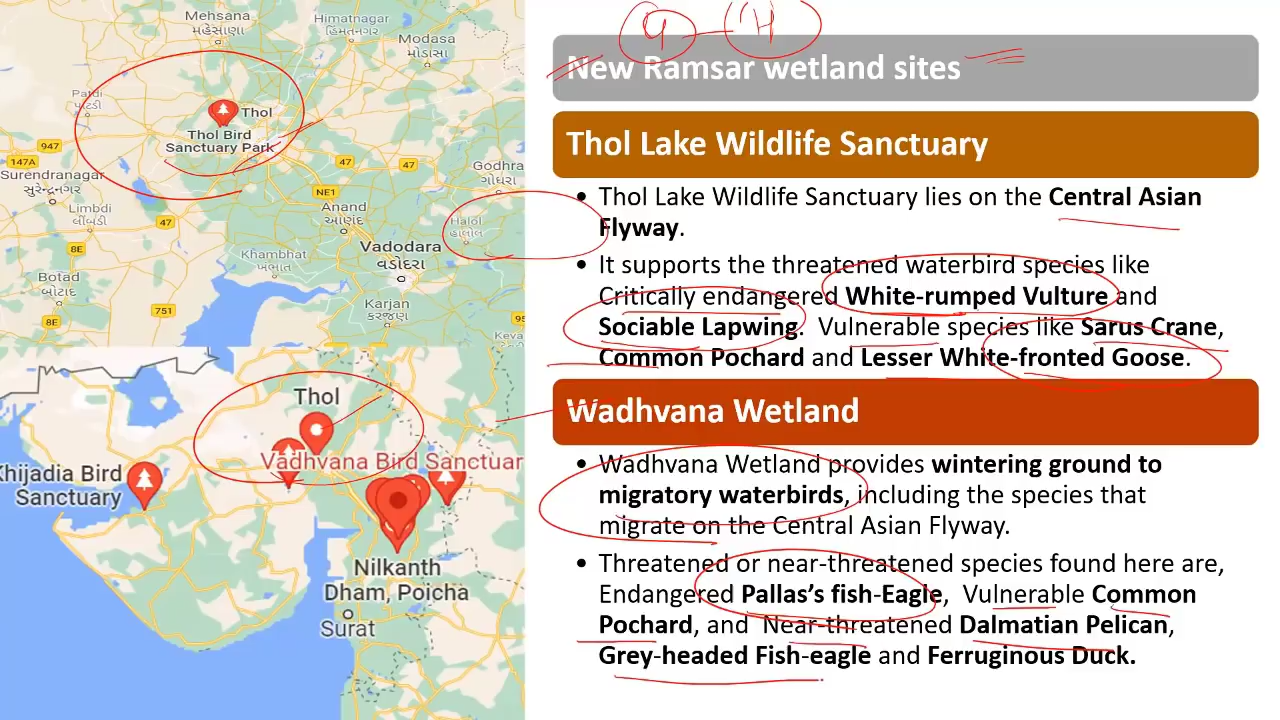 Mehsana
મહેસાણા
Himatnagar
હિંમતનગર
Modasa
મોડાસા
Patdi
પાટડી
Thol
Thol Bird
Sanctuary Park
947
147A
47
47
Surendranagar
સુરેન્દ્રનગર
Godhra
ગોધરા
NE1
Limbdi
લીંબડી
47
Anand
આણંદ
Halol
હાલોલ
8E
Vadodara
વડોદરા
Khambhat
ખંભાત
Botad
બોટાદ
751
Karjan
કરજણ
8E
95
Keva
Thol
Vadhvana Bird Sanctuar
Khijadia Bird
Sanctuary
Nilkanth
Dham, Poicha
Surat
G - H
New Ramsar wetland sites
Thol Lake Wildlife Sanctuary
• Thol Lake Wildlife Sanctuary lies on the Central Asian
Flyway.
• It supports the threatened waterbird species like
Critically endangered White-rumped Vulture and
Sociable Lapwing. Vulnerable species like Sarus Crane,
Common Pochard and Lesser White-fronted Goose.
Wadhvana Wetland
• Wadhvana Wetland provides wintering ground to
migratory waterbirds, including the species that
migrate on the Central Asian Flyway.
• Threatened or near-threatened species found here are,
Endangered Pallas's fish-Eagle, Vulnerable Common
Pochard, and Near-threatened Dalmatian Pelican,
Grey-headed Fish-eagle and Ferruginous Duck.